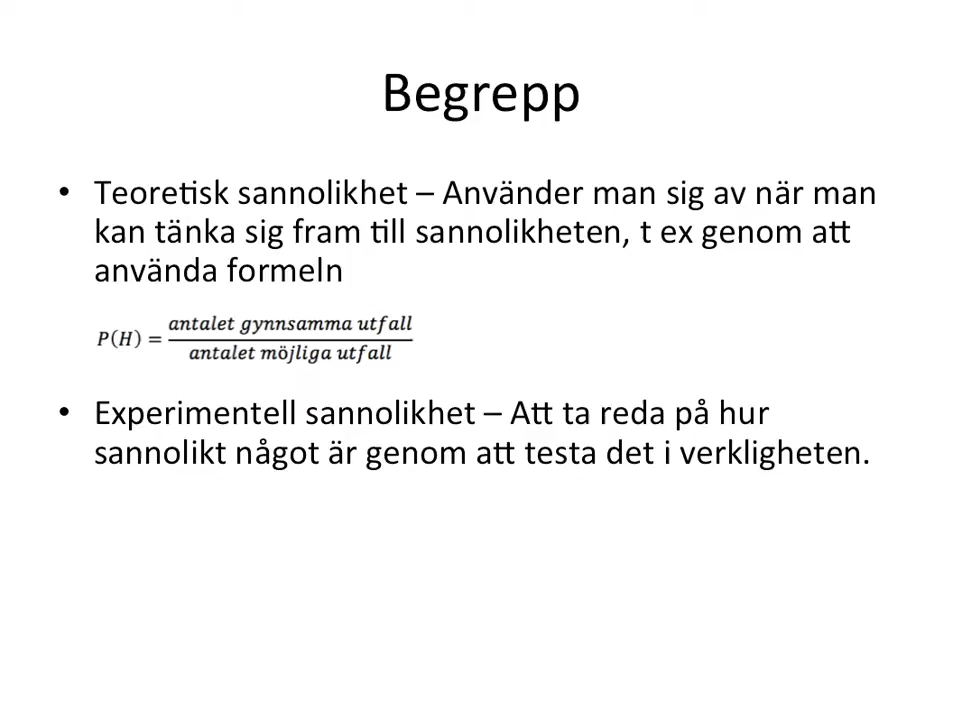 Begrepp
• Teoretisk sannolikhet – Använder man sig av när man
kan tänka sig fram till sannolikheten, t ex genom att
använda formeln
P(H) = antalet gynnsamma utfall / antalet möjliga utfall
• Experimentell sannolikhet – Att ta reda på hur
sannolikt något är genom att testa det i verkligheten.